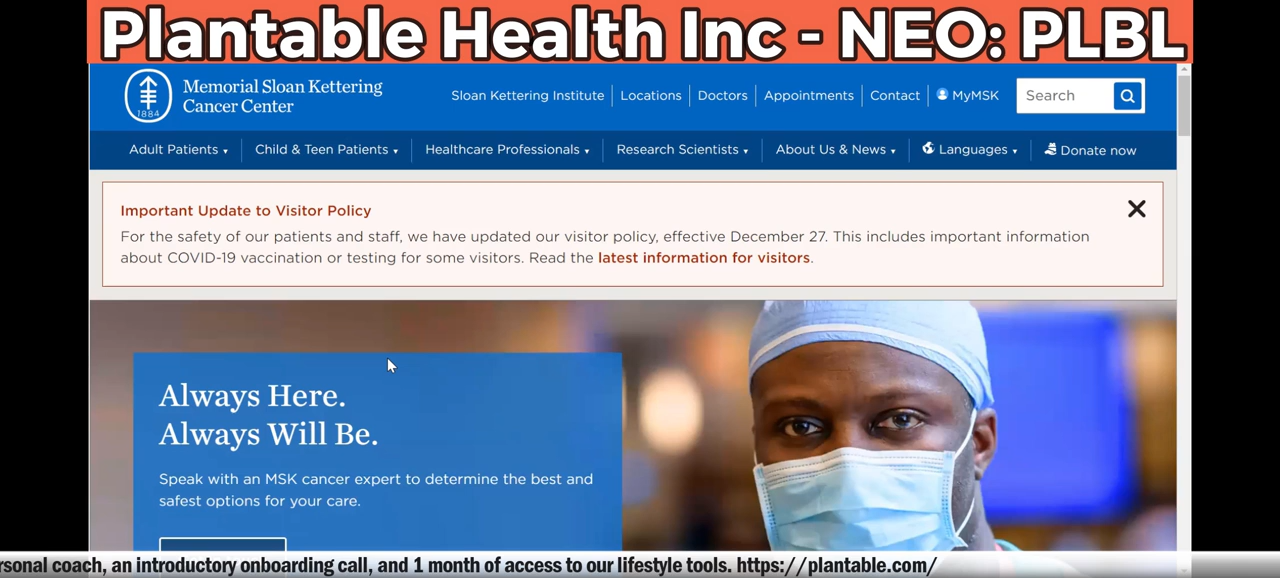 Plantable Health Inc - NEO: PLBL
Memorial Sloan Kettering
Cancer Center
1884
Sloan Kettering Institute
Locations
Doctors
Appointments
Contact
MyMSK
Search
Adult Patients
Child & Teen Patients
Healthcare Professionals
Research Scientists
About Us & News
Languages
Donate now
Important Update to Visitor Policy
For the safety of our patients and staff, we have updated our visitor policy, effective December 27. This includes important information
about COVID-19 vaccination or testing for some visitors. Read the latest information for visitors.
Always Here.
Always Will Be.
Speak with an MSK cancer expert to determine the best and
safest options for your care.
rsonal coach, an introductory onboarding call, and 1 month of access to our lifestyle tools. https://plantable.com/